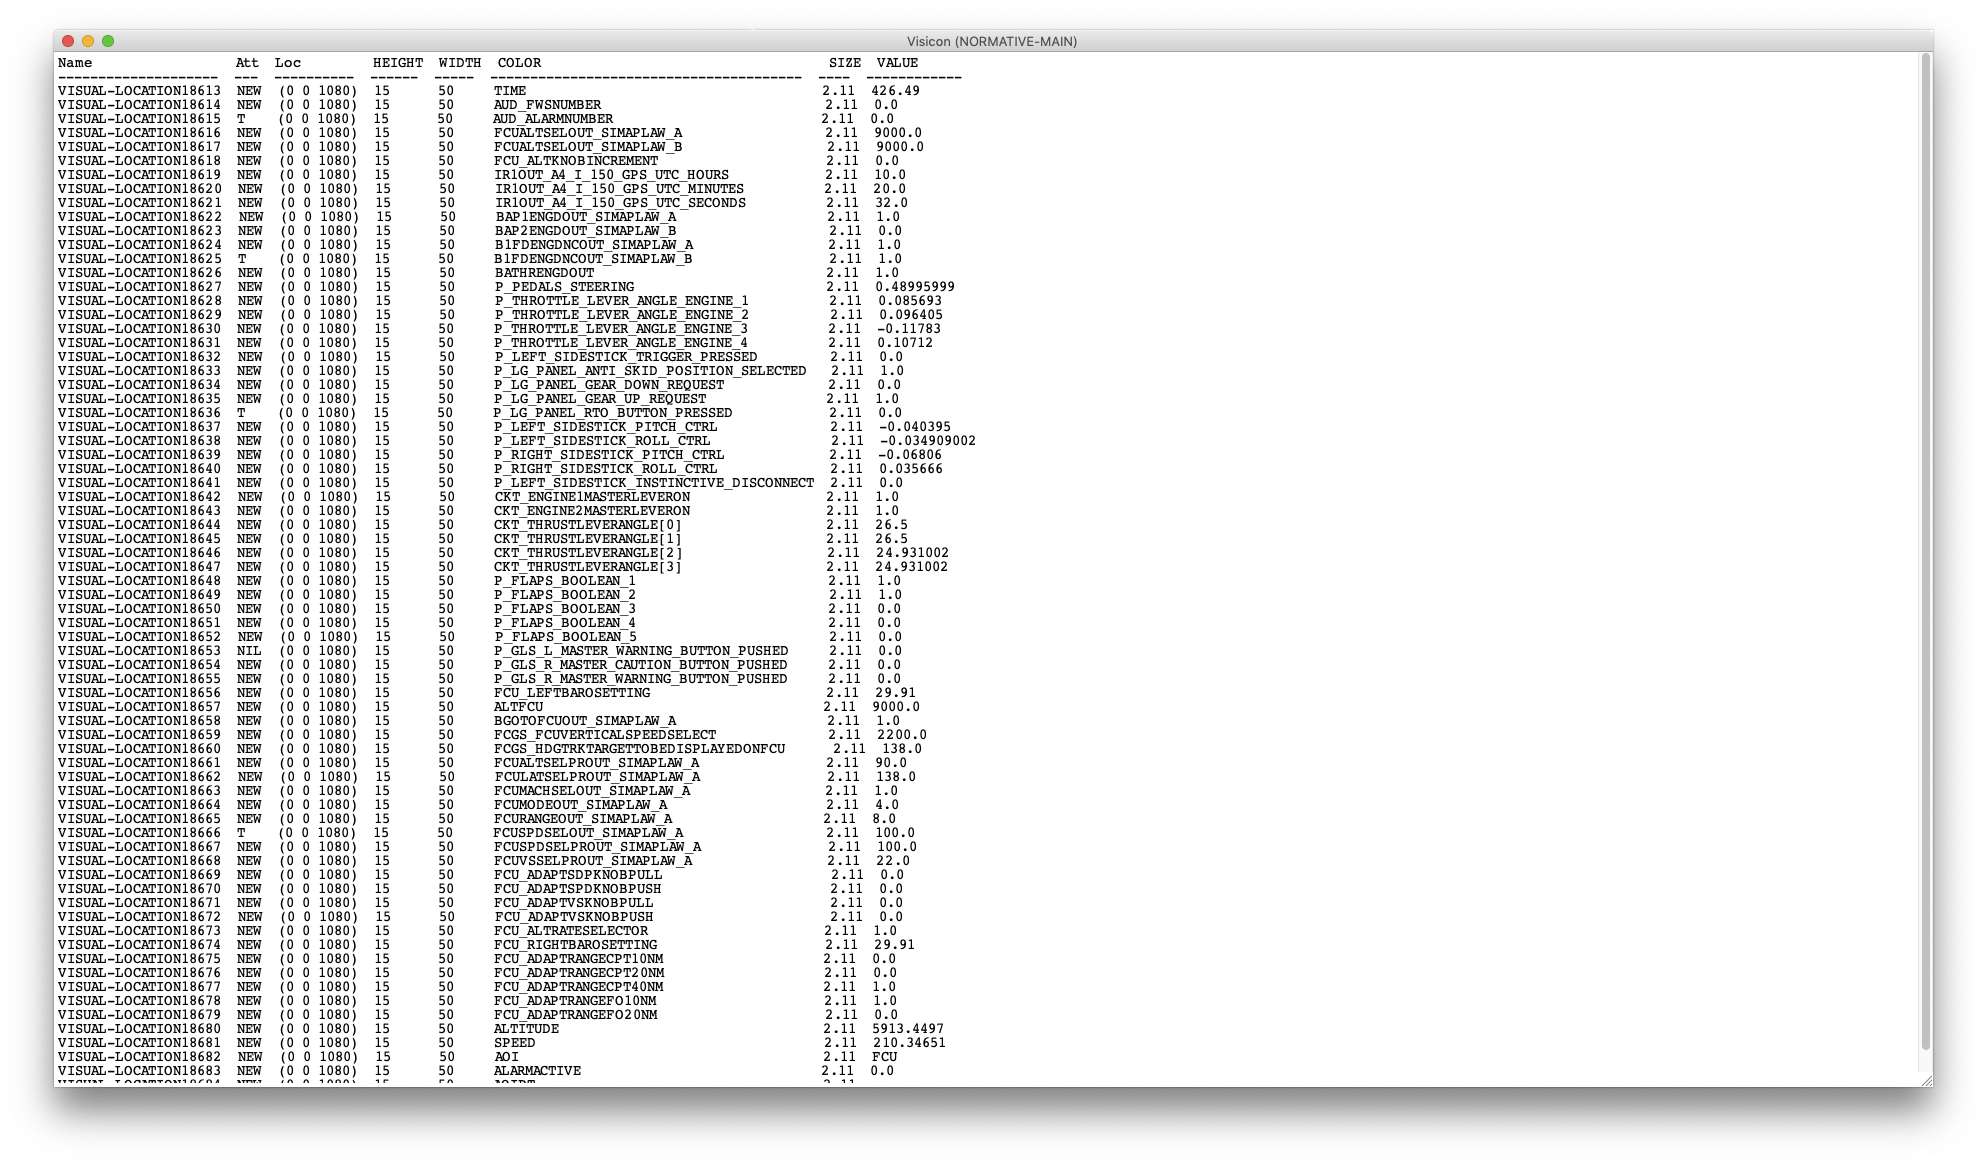 Visicon (NORMATIVE-MAIN)
Name Att Loc HEIGHT WIDTH COLOR SIZE VALUE
-------------------- --- ---------- ------ ----- --------------------------------------- ---- ------------
VISUAL-LOCATION18613 NEW (0 0 1080) 15 50 TIME 2.11 426.49
VISUAL-LOCATION18614 NEW (0 0 1080) 15 50 AUD_FWSNUMBER 2.11 0.0
VISUAL-LOCATION18615 T (0 0 1080) 15 50 AUD_ALARMNUMBER 2.11 0.0
VISUAL-LOCATION18616 NEW (0 0 1080) 15 50 FCUALTSELOUT_SIMAPLAW_A 2.11 9000.0
VISUAL-LOCATION18617 NEW (0 0 1080) 15 50 FCUALTSELOUT_SIMAPLAW_B 2.11 9000.0
VISUAL-LOCATION18618 NEW (0 0 1080) 15 50 FCU_ALTKNOBINCREMENT 2.11 0.0
VISUAL-LOCATION18619 NEW (0 0 1080) 15 50 IR1OUT_A4_I_150_GPS_UTC_HOURS 2.11 10.0
VISUAL-LOCATION18620 NEW (0 0 1080) 15 50 IR1OUT_A4_I_150_GPS_UTC_MINUTES 2.11 20.0
VISUAL-LOCATION18621 NEW (0 0 1080) 15 50 IR1OUT_A4_I_150_GPS_UTC_SECONDS 2.11 32.0
VISUAL-LOCATION18622 NEW (0 0 1080) 15 50 BAP1ENGDOUT_SIMAPLAW_A 2.11 1.0
VISUAL-LOCATION18623 NEW (0 0 1080) 15 50 BAP2ENGDOUT_SIMAPLAW_B 2.11 0.0
VISUAL-LOCATION18624 NEW (0 0 1080) 15 50 B1FDENGDNCOUT_SIMAPLAW_A 2.11 1.0
VISUAL-LOCATION18625 T (0 0 1080) 15 50 B1FDENGDNCOUT_SIMAPLAW_B 2.11 1.0
VISUAL-LOCATION18626 NEW (0 0 1080) 15 50 BATHRENGDOUT 2.11 1.0
VISUAL-LOCATION18627 NEW (0 0 1080) 15 50 P_PEDALS_STEERING 2.11 0.48995999
VISUAL-LOCATION18628 NEW (0 0 1080) 15 50 P_THROTTLE_LEVER_ANGLE_ENGINE_1 2.11 0.085693
VISUAL-LOCATION18629 NEW (0 0 1080) 15 50 P_THROTTLE_LEVER_ANGLE_ENGINE_2 2.11 0.096405
VISUAL-LOCATION18630 NEW (0 0 1080) 15 50 P_THROTTLE_LEVER_ANGLE_ENGINE_3 2.11 -0.11783
VISUAL-LOCATION18631 NEW (0 0 1080) 15 50 P_THROTTLE_LEVER_ANGLE_ENGINE_4 2.11 0.10712
VISUAL-LOCATION18632 NEW (0 0 1080) 15 50 P_LEFT_SIDESTICK_TRIGGER_PRESSED 2.11 0.0
VISUAL-LOCATION18633 NEW (0 0 1080) 15 50 P_LG_PANEL_ANTI_SKID_POSITION_SELECTED 2.11 1.0
VISUAL-LOCATION18634 NEW (0 0 1080) 15 50 P_LG_PANEL_GEAR_DOWN_REQUEST 2.11 0.0
VISUAL-LOCATION18635 NEW (0 0 1080) 15 50 P_LG_PANEL_GEAR_UP_REQUEST 2.11 1.0
VISUAL-LOCATION18636 T (0 0 1080) 15 50 P_LG_PANEL_RTO_BUTTON_PRESSED 2.11 0.0
VISUAL-LOCATION18637 NEW (0 0 1080) 15 50 P_LEFT_SIDESTICK_PITCH_CTRL 2.11 -0.040395
VISUAL-LOCATION18638 NEW (0 0 1080) 15 50 P_LEFT_SIDESTICK_ROLL_CTRL 2.11 -0.034909002
VISUAL-LOCATION18639 NEW (0 0 1080) 15 50 P_RIGHT_SIDESTICK_PITCH_CTRL 2.11 -0.06806
VISUAL-LOCATION18640 NEW (0 0 1080) 15 50 P_RIGHT_SIDESTICK_ROLL_CTRL 2.11 0.035666
VISUAL-LOCATION18641 NEW (0 0 1080) 15 50 P_LEFT_SIDESTICK_INSTINCTIVE_DISCONNECT 2.11 0.0
VISUAL-LOCATION18642 NEW (0 0 1080) 15 50 CKT_ENGINE1MASTERLEVERON 2.11 1.0
VISUAL-LOCATION18643 NEW (0 0 1080) 15 50 CKT_ENGINE2MASTERLEVERON 2.11 1.0
VISUAL-LOCATION18644 NEW (0 0 1080) 15 50 CKT_THRUSTLEVERANGLE[0] 2.11 26.5
VISUAL-LOCATION18645 NEW (0 0 1080) 15 50 CKT_THRUSTLEVERANGLE[1] 2.11 26.5
VISUAL-LOCATION18646 NEW (0 0 1080) 15 50 CKT_THRUSTLEVERANGLE[2] 2.11 24.931002
VISUAL-LOCATION18647 NEW (0 0 1080) 15 50 CKT_THRUSTLEVERANGLE[3] 2.11 24.931002
VISUAL-LOCATION18648 NEW (0 0 1080) 15 50 P_FLAPS_BOOLEAN_1 2.11 1.0
VISUAL-LOCATION18649 NEW (0 0 1080) 15 50 P_FLAPS_BOOLEAN_2 2.11 1.0
VISUAL-LOCATION18650 NEW (0 0 1080) 15 50 P_FLAPS_BOOLEAN_3 2.11 0.0
VISUAL-LOCATION18651 NEW (0 0 1080) 15 50 P_FLAPS_BOOLEAN_4 2.11 0.0
VISUAL-LOCATION18652 NEW (0 0 1080) 15 50 P_FLAPS_BOOLEAN_5 2.11 0.0
VISUAL-LOCATION18653 NIL (0 0 1080) 15 50 P_GLS_L_MASTER_WARNING_BUTTON_PUSHED 2.11 0.0
VISUAL-LOCATION18654 NEW (0 0 1080) 15 50 P_GLS_R_MASTER_CAUTION_BUTTON_PUSHED 2.11 0.0
VISUAL-LOCATION18655 NEW (0 0 1080) 15 50 P_GLS_R_MASTER_WARNING_BUTTON_PUSHED 2.11 0.0
VISUAL-LOCATION18656 NEW (0 0 1080) 15 50 FCU_LEFTBAROSETTING 2.11 29.91
VISUAL-LOCATION18657 NEW (0 0 1080) 15 50 ALTFCU 2.11 9000.0
VISUAL-LOCATION18658 NEW (0 0 1080) 15 50 BGOTOFCUOUT_SIMAPLAW_A 2.11 1.0
VISUAL-LOCATION18659 NEW (0 0 1080) 15 50 FCGS_FCUVERTICALSPEEDSELECT 2.11 2200.0
VISUAL-LOCATION18660 NEW (0 0 1080) 15 50 FCGS_HDGTRKTARGETTOBEDISPLAYEDONFCU 2.11 138.0
VISUAL-LOCATION18661 NEW (0 0 1080) 15 50 FCUALTSELPROUT_SIMAPLAW_A 2.11 90.0
VISUAL-LOCATION18662 NEW (0 0 1080) 15 50 FCULATSELPROUT_SIMAPLAW_A 2.11 138.0
VISUAL-LOCATION18663 NEW (0 0 1080) 15 50 FCUMACHSELOUT_SIMAPLAW_A 2.11 1.0
VISUAL-LOCATION18664 NEW (0 0 1080) 15 50 FCUMODEOUT_SIMAPLAW_A 2.11 4.0
VISUAL-LOCATION18665 NEW (0 0 1080) 15 50 FCURANGEOUT_SIMAPLAW_A 2.11 8.0
VISUAL-LOCATION18666 T (0 0 1080) 15 50 FCUSPDSELOUT_SIMAPLAW_A 2.11 100.0
VISUAL-LOCATION18667 NEW (0 0 1080) 15 50 FCUSPDSELPROUT_SIMAPLAW_A 2.11 100.0
VISUAL-LOCATION18668 NEW (0 0 1080) 15 50 FCUVSSELPROUT_SIMAPLAW_A 2.11 22.0
VISUAL-LOCATION18669 NEW (0 0 1080) 15 50 FCU_ADAPTSDPKNOBPULL 2.11 0.0
VISUAL-LOCATION18670 NEW (0 0 1080) 15 50 FCU_ADAPTSPDKNOBPUSH 2.11 0.0
VISUAL-LOCATION18671 NEW (0 0 1080) 15 50 FCU_ADAPTVSKNOBPULL 2.11 0.0
VISUAL-LOCATION18672 NEW (0 0 1080) 15 50 FCU_ADAPTVSKNOBPUSH 2.11 0.0
VISUAL-LOCATION18673 NEW (0 0 1080) 15 50 FCU_ALTRATESELECTOR 2.11 1.0
VISUAL-LOCATION18674 NEW (0 0 1080) 15 50 FCU_RIGHTBAROSETTING 2.11 29.91
VISUAL-LOCATION18675 NEW (0 0 1080) 15 50 FCU_ADAPTRANGECPT10NM 2.11 0.0
VISUAL-LOCATION18676 NEW (0 0 1080) 15 50 FCU_ADAPTRANGECPT20NM 2.11 0.0
VISUAL-LOCATION18677 NEW (0 0 1080) 15 50 FCU_ADAPTRANGECPT40NM 2.11 1.0
VISUAL-LOCATION18678 NEW (0 0 1080) 15 50 FCU_ADAPTRANGEFO10NM 2.11 1.0
VISUAL-LOCATION18679 NEW (0 0 1080) 15 50 FCU_ADAPTRANGEFO20NM 2.11 0.0
VISUAL-LOCATION18680 NEW (0 0 1080) 15 50 ALTITUDE 2.11 5913.4497
VISUAL-LOCATION18681 NEW (0 0 1080) 15 50 SPEED 2.11 210.34651
VISUAL-LOCATION18682 NEW (0 0 1080) 15 50 AOI 2.11 FCU
VISUAL-LOCATION18683 NEW (0 0 1080) 15 50 ALARMACTIVE 2.11 0.0